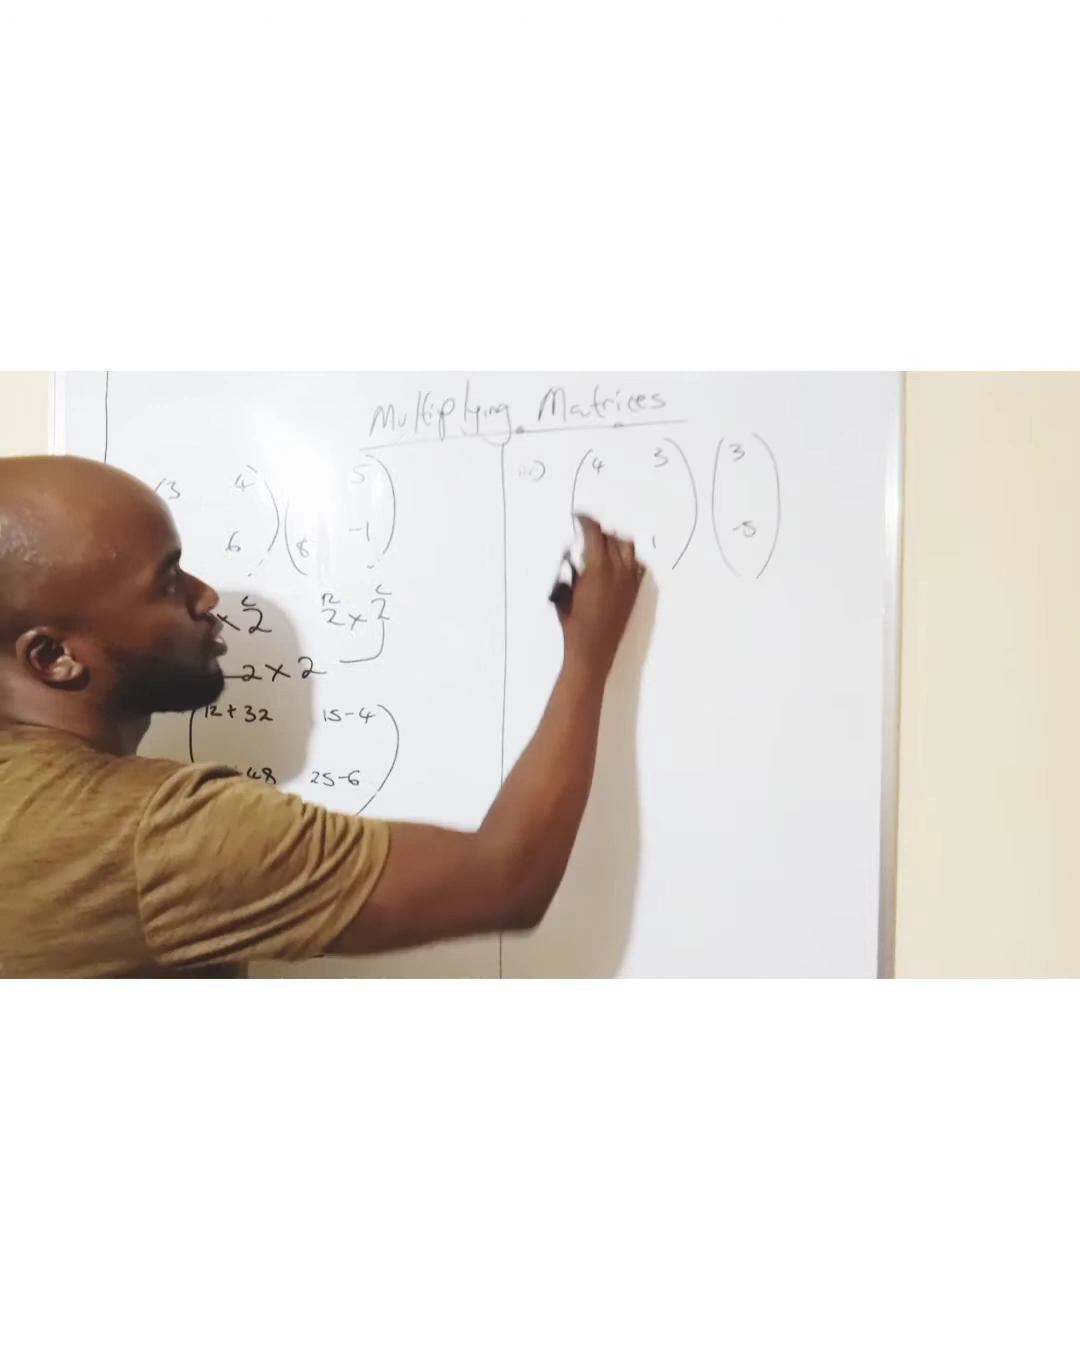 Multiplying Matrices
3 4 5
6 8 -1
x 2 2 x 2
2 x 2
12 + 32 15 - 4
48 25 - 6
iii) (4 3) (3)
1 -5